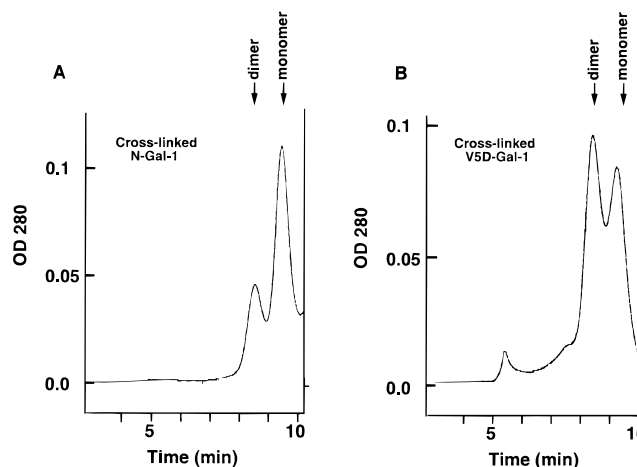 A
dimer
monomer
Cross-linked
N-Gal-1
OD 280
0.1
0.05
0.0
5
10
Time (min)
B
dimer
monomer
Cross-linked
V5D-Gal-1
OD 280
0.1
0.05
0.0
5
10
Time (min)